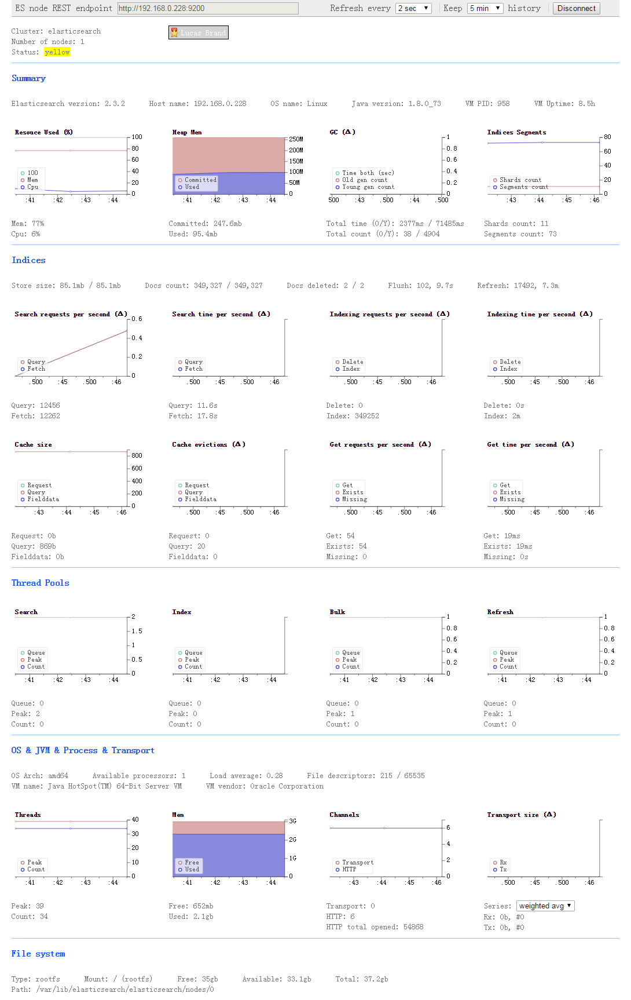 ES node REST endpoint http://192.168.0.228:9200 Refresh every 2 sec Keep 5 min history Disconnect
Cluster: elasticsearch Lucas Brand
Number of nodes: 1
Status: yellow
Summary
Elasticsearch version: 2.3.2 Host name: 192.168.0.228 OS name: Linux Java version: 1.8.0_73 VM PID: 958 VM Uptime: 8.5h
Resouce Used (%) Heap Mem GC (Δ) Indices Segments
100 250M 1 80
80 200M 0.8 60
60 150M 0.6 40
40 100M 0.4 20
20 50M 0.2 0
0 0 0
100 Committed Time both (sec) Shards count
Mem Used Old gen count Segments count
Cpu Young gen count
:41 :42 :43 :44 :41 :42 :43 :44 500 :43 .500 :44 .500 :43 :44 :45 :46
Mem: 77% Committed: 247.6mb Total time (O/Y): 2377ms / 71485ms Shards count: 11
Cpu: 6% Used: 95.4mb Total count (O/Y): 38 / 4904 Segments count: 73
Indices
Store size: 85.1mb / 85.1mb Docs count: 349,327 / 349,327 Docs deleted: 2 / 2 Flush: 102, 9.7s Refresh: 17492, 7.3m
Search requests per second (Δ) Search time per second (Δ) Indexing requests per second (Δ) Indexing time per second (Δ)
0.6
0.4
0.2
0
Query Query Delete Delete
Fetch Fetch Index Index
.500 :45 .500 :46 .500 :45 .500 :46 .500 :45 .500 :46 .500 :45 .500 :46
Query: 12456 Query: 11.6s Delete: 0 Delete: 0s
Fetch: 12262 Fetch: 17.8s Index: 349252 Index: 2m
Cache size Cache evictions (Δ) Get requests per second (Δ) Get time per second (Δ)
800
600
400
200
0
Request Request Get Get
Query Query Exists Exists
Fielddata Fielddata Missing Missing
:43 :44 :45 :46 .500 :45 .500 :46 .500 :45 .500 :46 .500 :45 .500 :46
Request: 0b Request: 0 Get: 54 Get: 19ms
Query: 869b Query: 20 Exists: 54 Exists: 19ms
Fielddata: 0b Fielddata: 0 Missing: 0 Missing: 0s
Thread Pools
Search Index Bulk Refresh
2 1 1
1.5 0.8 0.8
1 0.6 0.6
0.5 0.4 0.4
0 0.2 0.2
0 0
Queue Queue Queue Queue
Peak Peak Peak Peak
Count Count Count Count
:41 :42 :43 :44 :41 :42 :43 :44 :41 :42 :43 :44 :41 :42 :43 :44
Queue: 0 Queue: 0 Queue: 0 Queue: 0
Peak: 2 Peak: 0 Peak: 1 Peak: 1
Count: 0 Count: 0 Count: 0 Count: 0
OS & JVM & Process & Transport
OS Arch: amd64 Available processors: 1 Load average: 0.28 File descriptors: 215 / 65535
VM name: Java HotSpot(TM) 64-Bit Server VM VM vendor: Oracle Corporation
Threads Mem Channels Transport size (Δ)
40 3G 6
30 2G 4
20 1G 2
10 0 0
0
Peak Free Transport Rx
Count Used HTTP Tx
:41 :42 :43 :44 :41 :42 :43 :44 :43 :44 :45 :46 .500 :45 .500 :46
Peak: 39 Free: 652mb Transport: 0 Series: weighted avg
Count: 34 Used: 2.1gb HTTP: 6 Rx: 0b, #0
HTTP total opened: 54868 Tx: 0b, #0
File system
Type: rootfs Mount: / (rootfs) Free: 35gb Available: 33.1gb Total: 37.2gb
Path: /var/lib/elasticsearch/elasticsearch/nodes/0